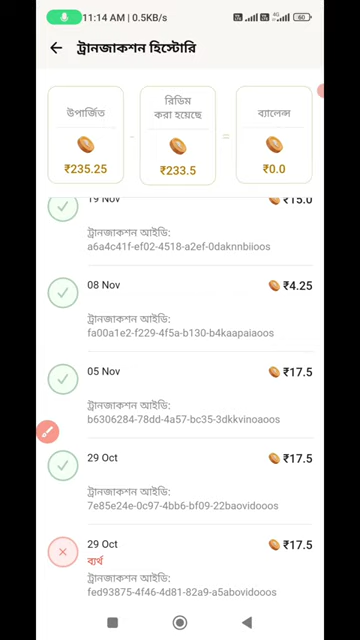 11:14 AM | 0.5KB/s
4G
60
ট্রানজাকশন হিস্টোরি
উপার্জিত
₹235.25
-
রিডিম
করা হয়েছে
₹233.5
=
ব্যালেন্স
₹0.0
19 Nov
₹15.0
ট্রানজাকশন আইডি:
a6a4c41f-ef02-4518-a2ef-0daknnbiioos
08 Nov
₹4.25
ট্রানজাকশন আইডি:
fa00a1e2-f229-4f5a-b130-b4kaapaiaoos
05 Nov
₹17.5
ট্রানজাকশন আইডি:
b6306284-78dd-4a57-bc35-3dkkvinoaoos
29 Oct
₹17.5
ট্রানজাকশন আইডি:
7e85e24e-0c97-4bb6-bf09-22baovidooos
29 Oct
₹17.5
ব্যর্থ
ট্রানজাকশন আইডি:
fed93875-4f46-4d81-82a9-a5abovidooos